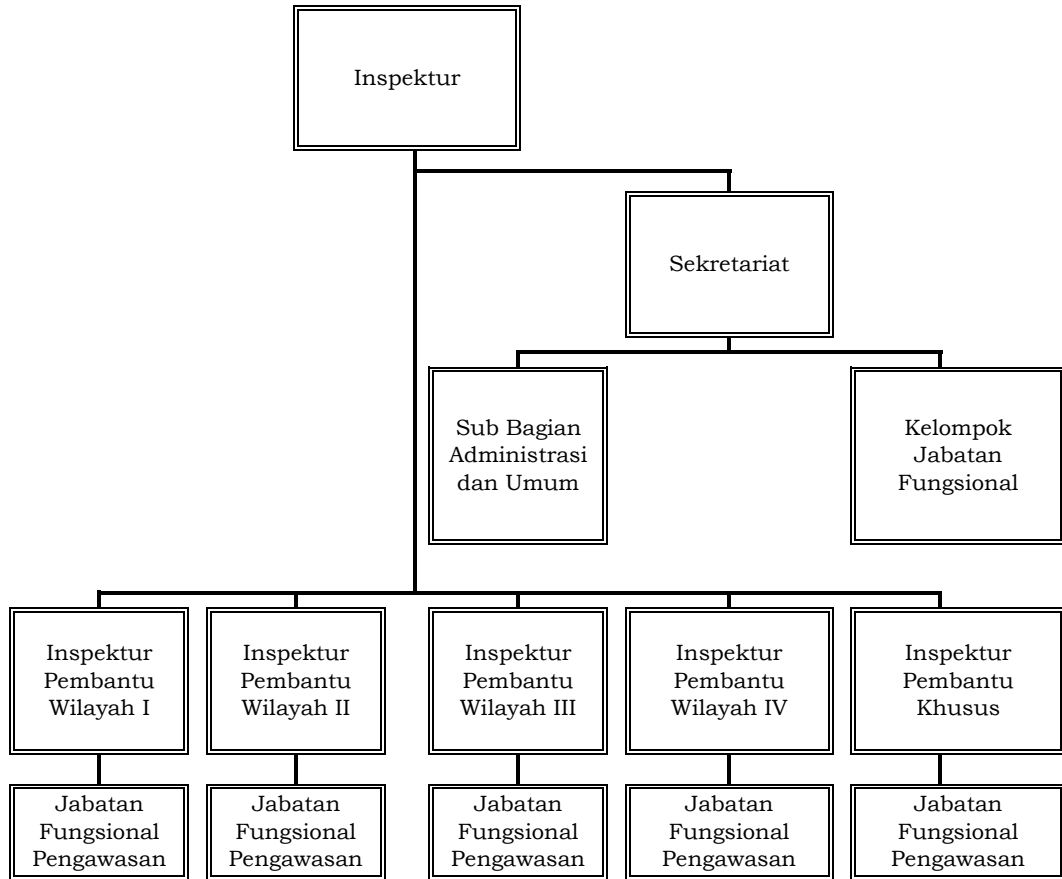 Inspektur
Sekretariat
Sub Bagian
Administrasi
dan Umum
Kelompok
Jabatan
Fungsional
Inspektur
Pembantu
Wilayah I
Inspektur
Pembantu
Wilayah II
Inspektur
Pembantu
Wilayah III
Inspektur
Pembantu
Wilayah IV
Inspektur
Pembantu
Khusus
Jabatan
Fungsional
Pengawasan
Jabatan
Fungsional
Pengawasan
Jabatan
Fungsional
Pengawasan
Jabatan
Fungsional
Pengawasan
Jabatan
Fungsional
Pengawasan